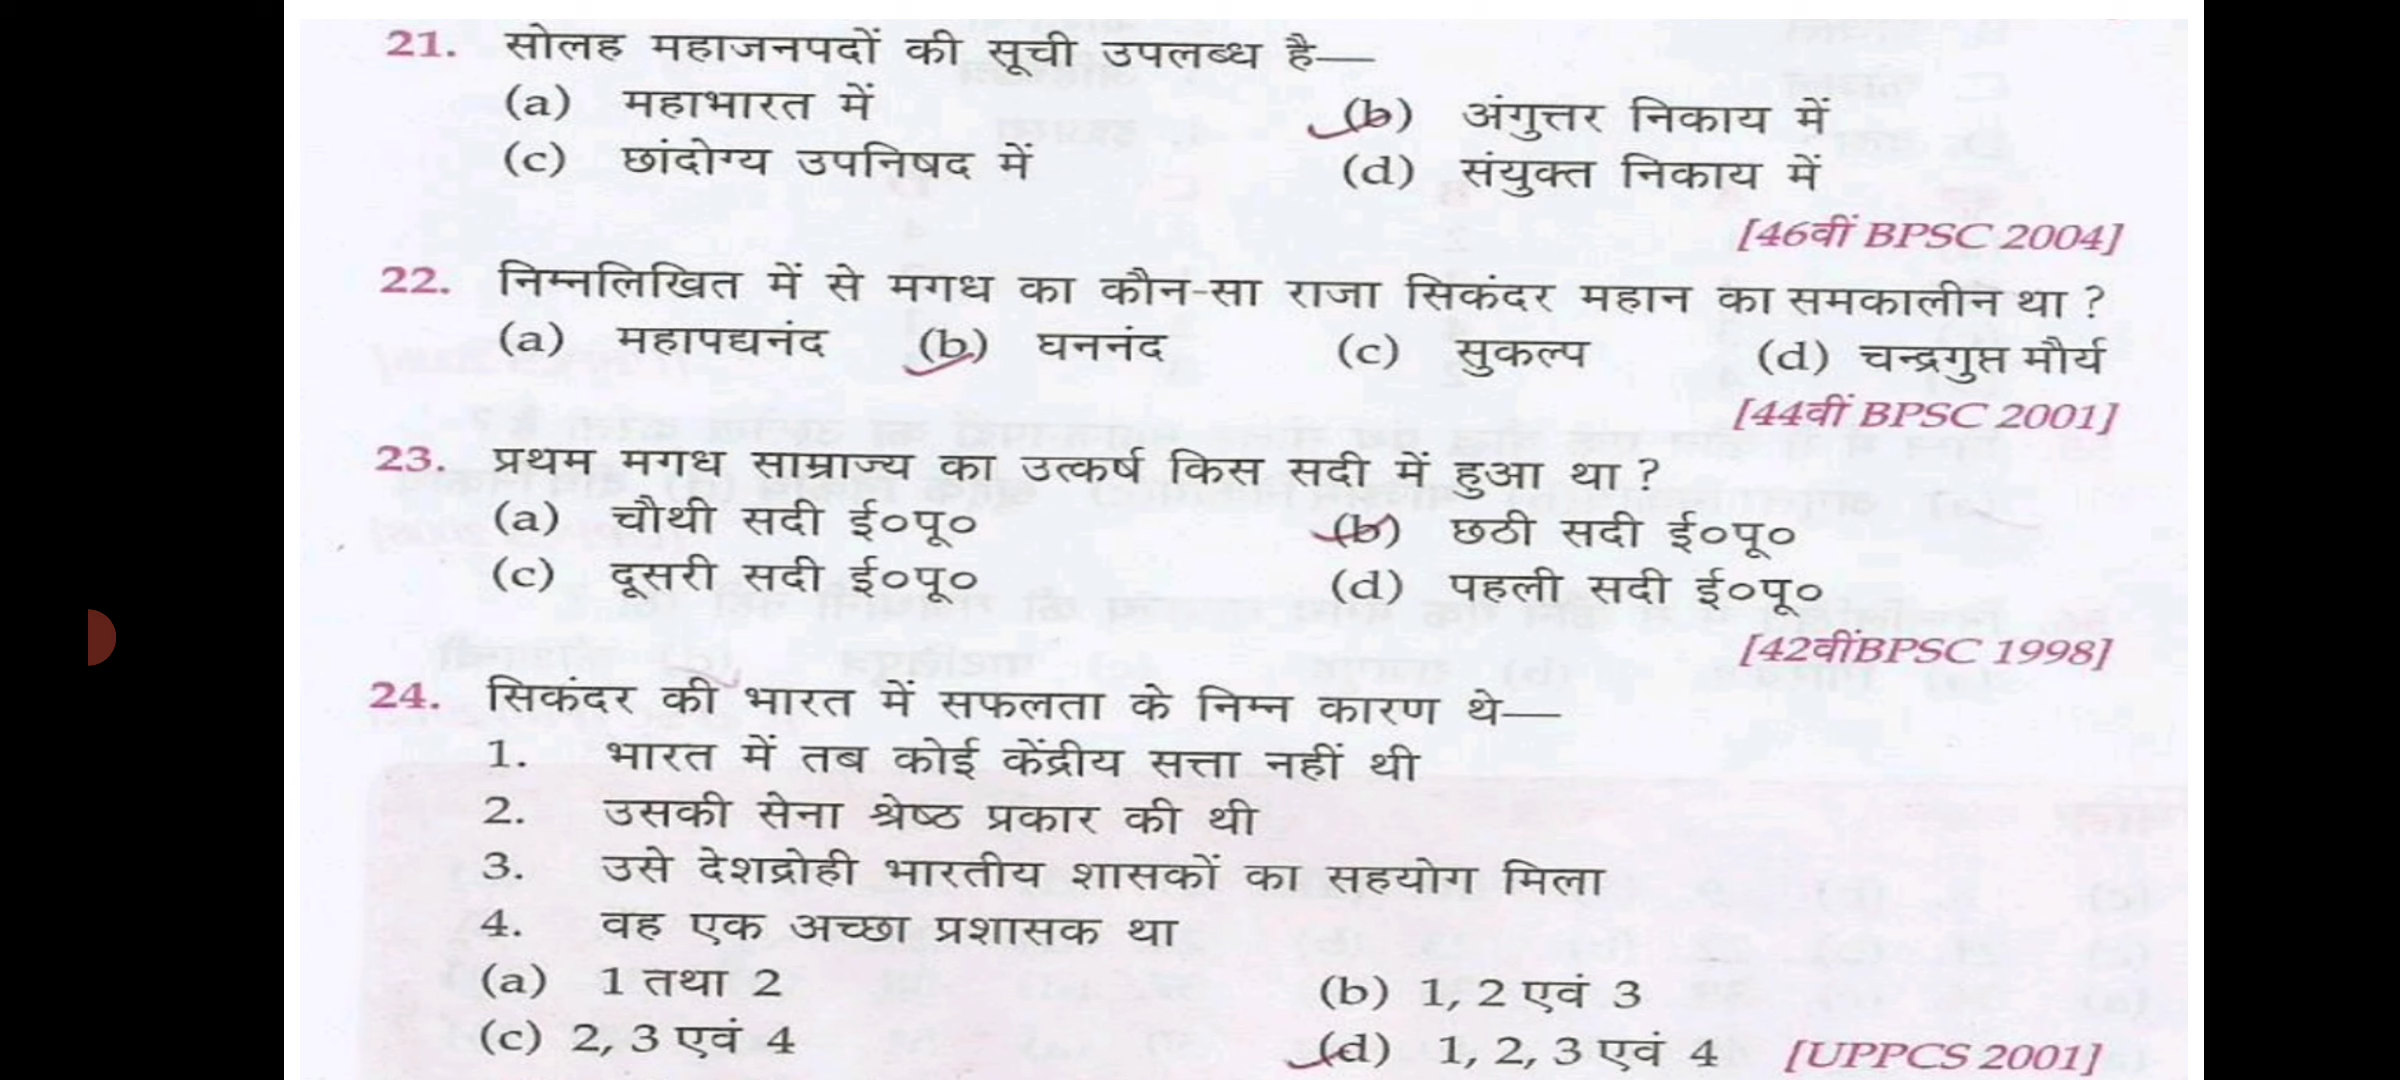 21. सोलह महाजनपदों की सूची उपलब्ध है—
(a) महाभारत में (b) अंगुत्तर निकाय में
(c) छांदोग्य उपनिषद में (d) संयुक्त निकाय में
[46वीं BPSC 2004]
22. निम्नलिखित में से मगध का कौन-सा राजा सिकंदर महान का समकालीन था ?
(a) महापद्यनंद (b) घननंद (c) सुकल्प (d) चन्द्रगुप्त मौर्य
[44वीं BPSC 2001]
23. प्रथम मगध साम्राज्य का उत्कर्ष किस सदी में हुआ था ?
(a) चौथी सदी ई०पू० (b) छठी सदी ई०पू०
(c) दूसरी सदी ई०पू० (d) पहली सदी ई०पू०
[42वींBPSC 1998]
24. सिकंदर की भारत में सफलता के निम्न कारण थे—
1. भारत में तब कोई केंद्रीय सत्ता नहीं थी
2. उसकी सेना श्रेष्ठ प्रकार की थी
3. उसे देशद्रोही भारतीय शासकों का सहयोग मिला
4. वह एक अच्छा प्रशासक था
(a) 1 तथा 2 (b) 1, 2 एवं 3
(c) 2, 3 एवं 4 (d) 1, 2, 3 एवं 4 [UPPCS 2001]